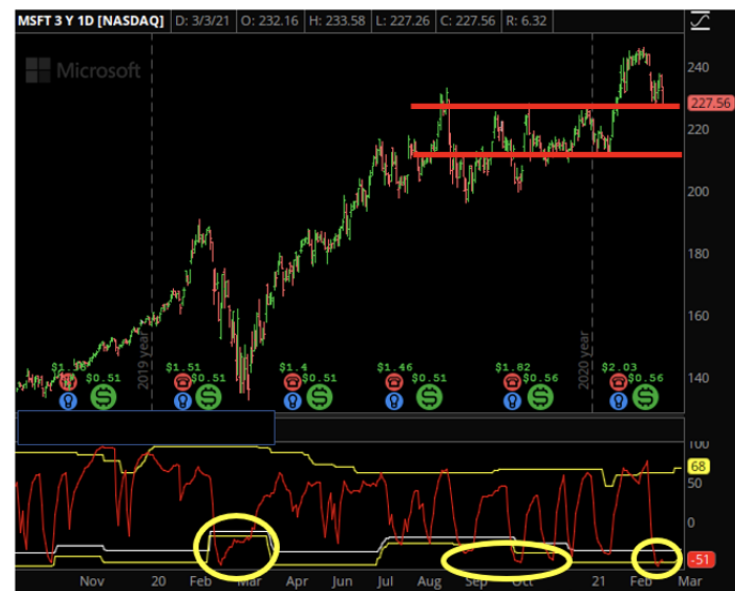 MSFT 3 Y 1D [NASDAQ] D: 3/3/21 O: 232.16 H: 233.58 L: 227.26 C: 227.56 R: 6.32
Microsoft
240
227.56
220
200
180
160
140
2019 year
2020 year
$1.51 $1.4 $1.46 $1.82 $2.03
$0.51 $0.51 $0.51 $0.51 $0.56 $0.56
100
68
50
0
-51
Nov 20 Feb Mar Apr Jun Jul Aug Sep Oct 21 Feb Mar